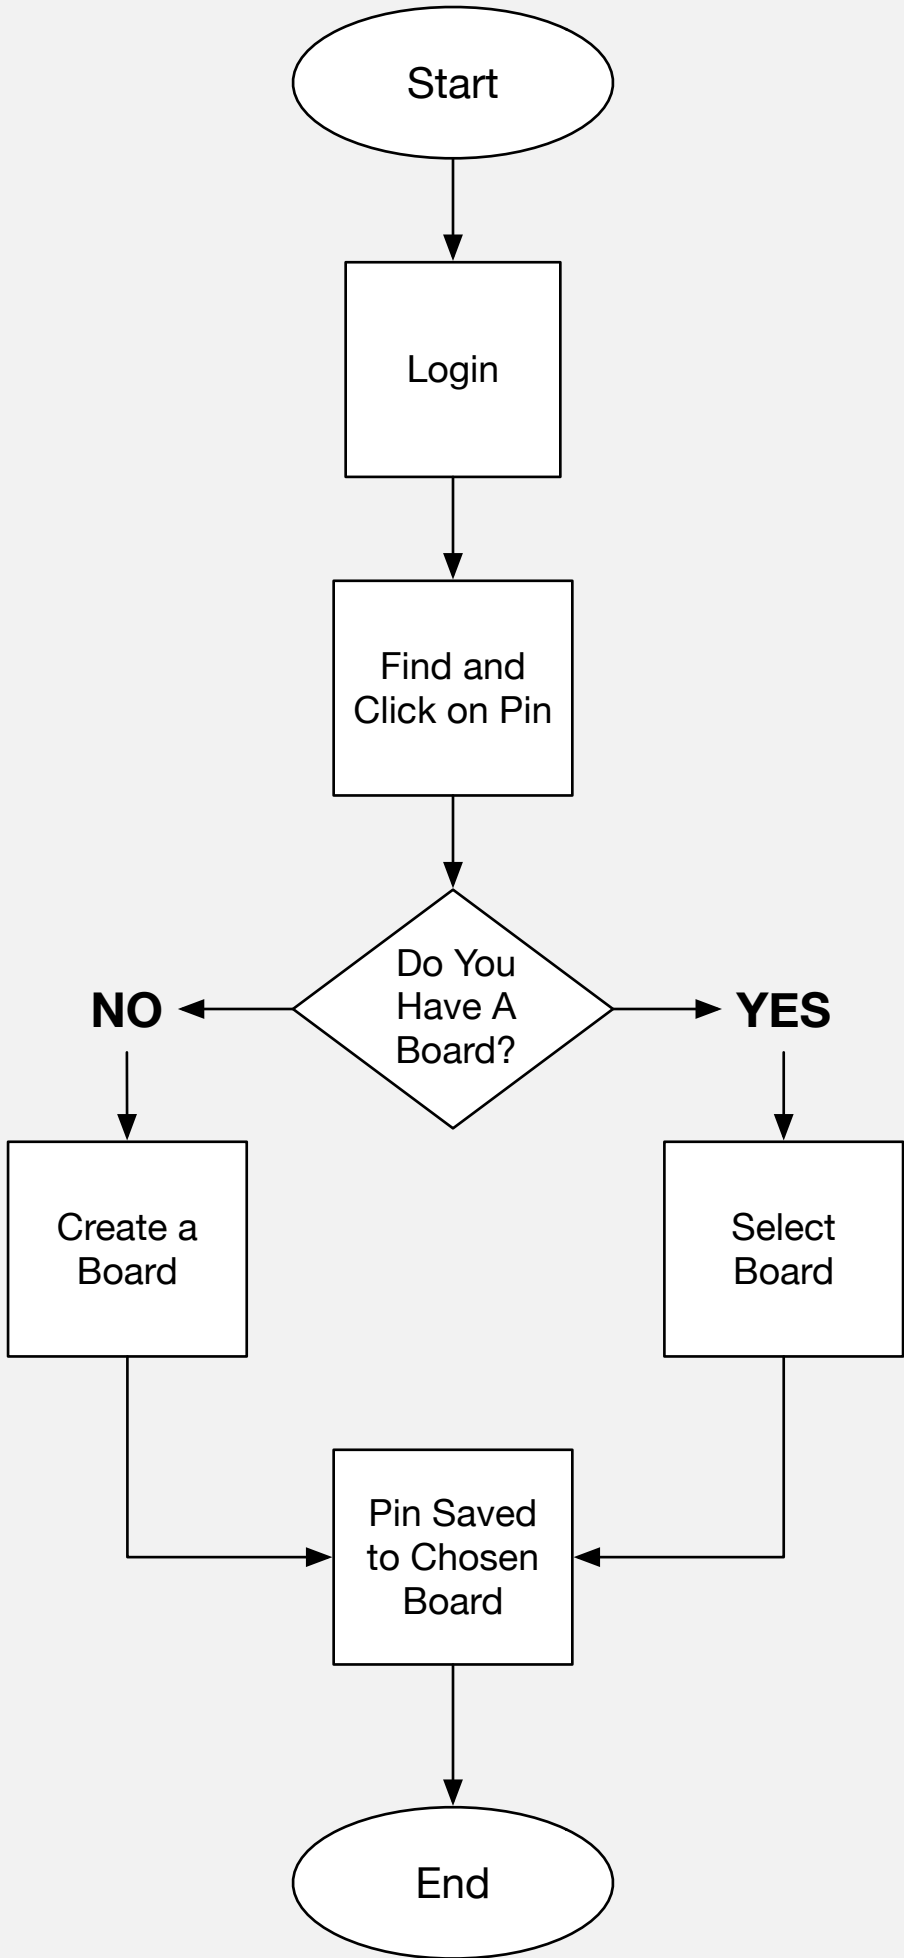 Start
Login
Find and
Click on Pin
Do You
Have A
Board?
NO
YES
Create a
Board
Select
Board
Pin Saved
to Chosen
Board
End